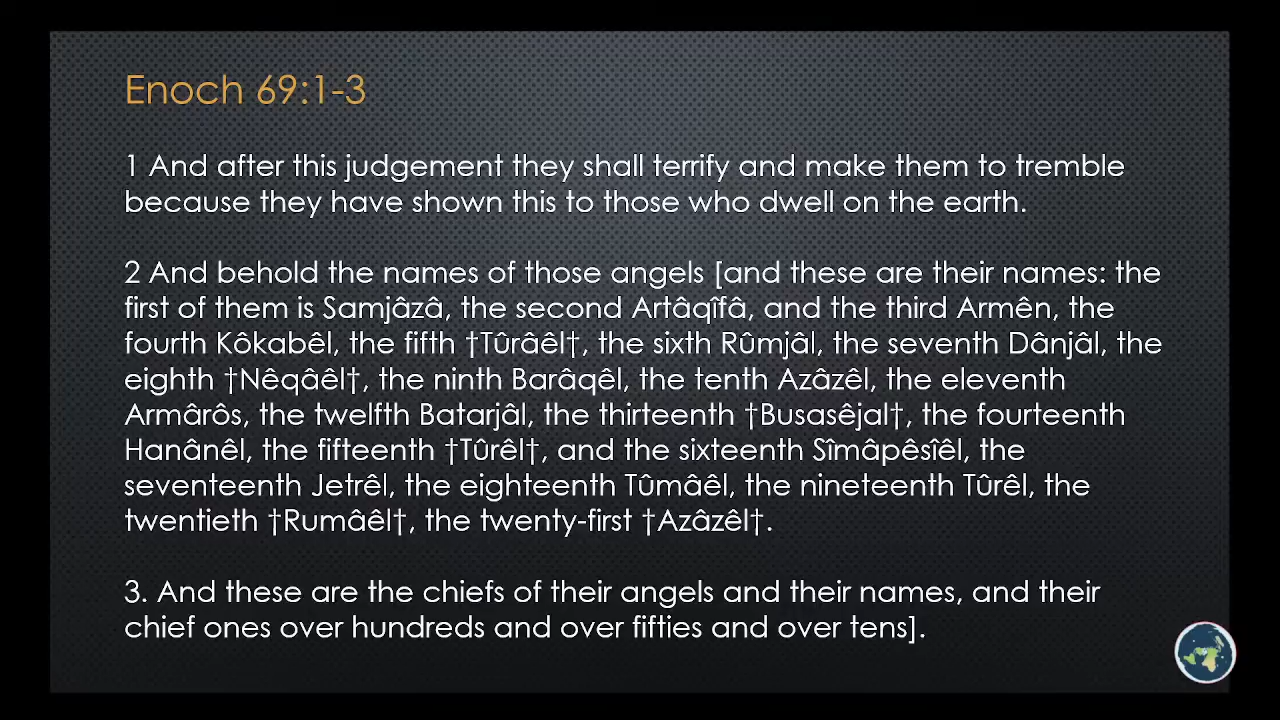 Enoch 69:1-3
1 And after this judgement they shall terrify and make them to tremble
because they have shown this to those who dwell on the earth.
2 And behold the names of those angels [and these are their names: the
first of them is Samjâzâ, the second Artâqîfâ, and the third Armên, the
fourth Kôkabêl, the fifth †Tûrâêl†, the sixth Rûmjâl, the seventh Dânjâl, the
eighth †Nêqâêl†, the ninth Barâqêl, the tenth Azâzêl, the eleventh
Armârôs, the twelfth Batarjâl, the thirteenth †Busasêjal†, the fourteenth
Hanânêl, the fifteenth †Tûrêl†, and the sixteenth Sîmâpêsîêl, the
seventeenth Jetrêl, the eighteenth Tûmâêl, the nineteenth Tûrêl, the
twentieth †Rumâêl†, the twenty-first †Azâzêl†.
3. And these are the chiefs of their angels and their names, and their
chief ones over hundreds and over fifties and over tens].